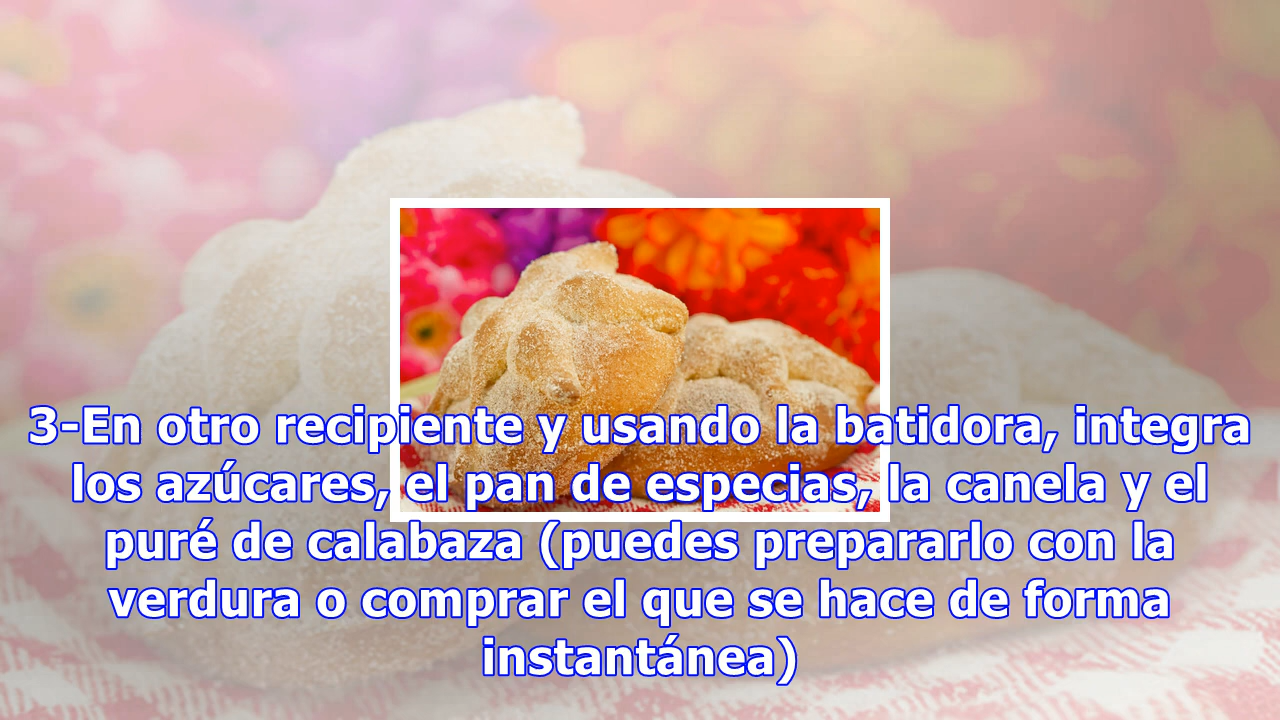 3-En otro recipiente y usando la batidora, integra
los azúcares, el pan de especias, la canela y el
puré de calabaza (puedes prepararlo con la
verdura o comprar el que se hace de forma
instantánea)